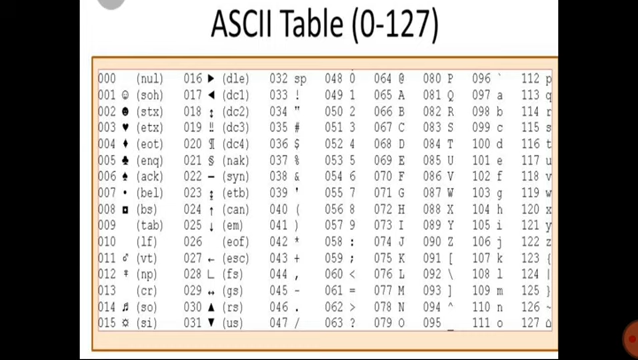 ASCII Table (0-127)
000 (nul) 016 ► (dle) 032 sp 048 0 064 @ 080 P 096 ` 112 p
001 ☺ (soh) 017 ◄ (dc1) 033 ! 049 1 065 A 081 Q 097 a 113 q
002 ☻ (stx) 018 ↕ (dc2) 034 " 050 2 066 B 082 R 098 b 114 r
003 ♥ (etx) 019 ‼ (dc3) 035 # 051 3 067 C 083 S 099 c 115 s
004 ♦ (eot) 020 ¶ (dc4) 036 $ 052 4 068 D 084 T 100 d 116 t
005 ♣ (enq) 021 § (nak) 037 % 053 5 069 E 085 U 101 e 117 u
006 ♠ (ack) 022 ▬ (syn) 038 & 054 6 070 F 086 V 102 f 118 v
007 • (bel) 023 ↨ (etb) 039 ' 055 7 071 G 087 W 103 g 119 w
008 ◘ (bs) 024 ↑ (can) 040 ( 056 8 072 H 088 X 104 h 120 x
009 (tab) 025 ↓ (em) 041 ) 057 9 073 I 089 Y 105 i 121 y
010 (lf) 026 (eof) 042 * 058 : 074 J 090 Z 106 j 122 z
011 ♂ (vt) 027 ← (esc) 043 + 059 ; 075 K 091 [ 107 k 123 {
012 ♀ (np) 028 ∟ (fs) 044 , 060 < 076 L 092 \ 108 l 124 |
013 (cr) 029 ↔ (gs) 045 - 061 = 077 M 093 ] 109 m 125 }
014 ♫ (so) 030 ▲ (rs) 046 . 062 > 078 N 094 ^ 110 n 126 ~
015 ☼ (si) 031 ▼ (us) 047 / 063 ? 079 O 095 _ 111 o 127 ⌂